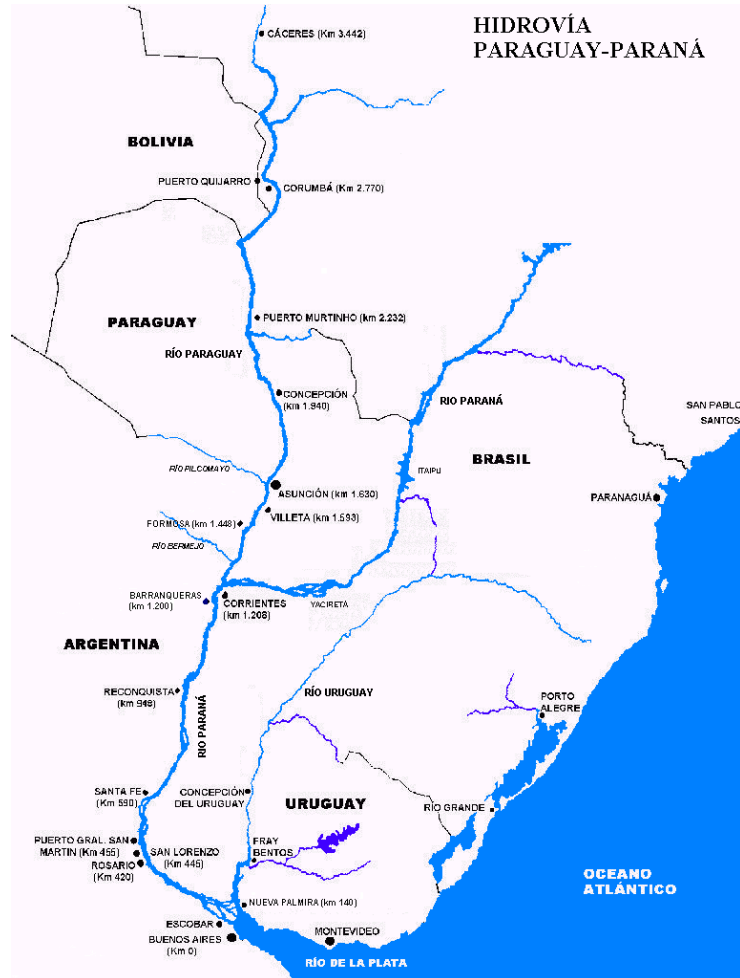 HIDROVÍA
PARAGUAY-PARANÁ
CÁCERES (Km 3.442)
BOLIVIA
PUERTO QUIJARRO
CORUMBÁ (Km 2.770)
PARAGUAY
PUERTO MURTINHO (km 2.232)
RÍO PARAGUAY
CONCEPCIÓN
(km 1.940)
RIO PARANÁ
SAN PABLO
SANTOS
BRASIL
RÍO PILCOMAYO
ITAIPU
ASUNCIÓN (km 1.630)
PARANAGUÁ
VILLETA (km 1.593)
FORMOSA (km 1.448)
RÍO BERMEJO
BARRANQUERAS
(km 1.200)
CORRIENTES
(km 1.208)
YACIRETÁ
ARGENTINA
RECONQUISTA
(km 948)
RIO PARANÁ
RÍO URUGUAY
PORTO
ALEGRE
SANTA FE
(Km 590)
CONCEPCIÓN
DEL URUGUAY
URUGUAY
RÍO GRANDE
PUERTO GRAL. SAN
MARTIN (Km 455)
SAN LORENZO
(Km 445)
ROSARIO
(Km 420)
FRAY
BENTOS
OCEANO
ATLÁNTICO
NUEVA PALMIRA (km 140)
ESCOBAR
BUENOS AIRES
(Km 0)
MONTEVIDEO
RÍO DE LA PLATA